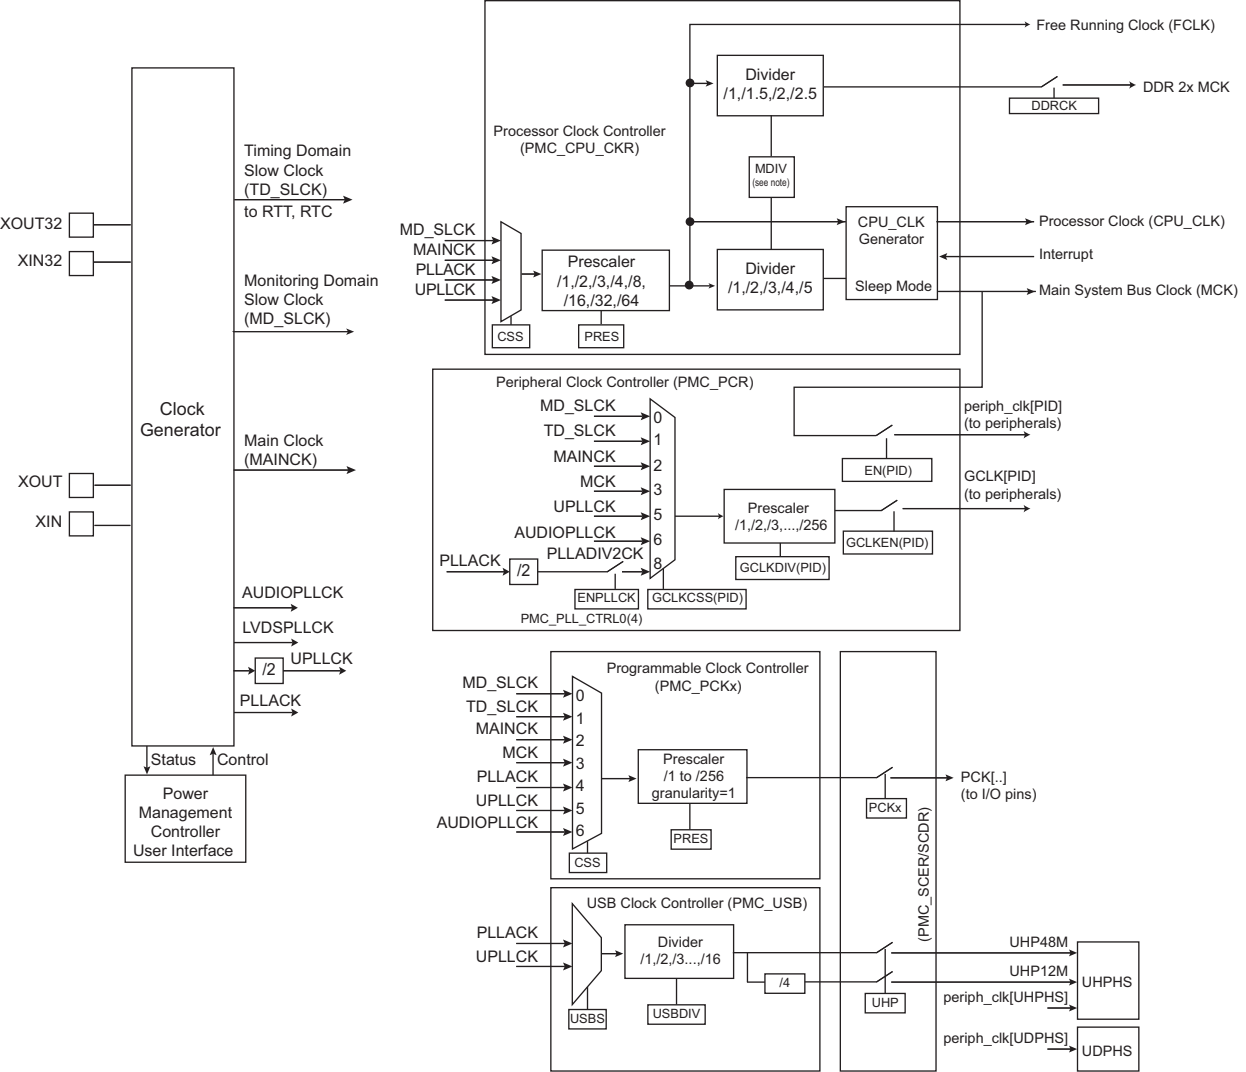 Free Running Clock (FCLK)
Divider
/1,/1.5,/2,/2.5
DDR 2x MCK
DDRCK
Processor Clock Controller
(PMC_CPU_CKR)
MDIV
(see note)
MD_SLCK
MAINCK
PLLACK
UPLLCK
CSS
Prescaler
/1,/2,/3,/4,/8,
/16,/32,/64
PRES
Divider
/1,/2,/3,/4,/5
CPU_CLK
Generator
Sleep Mode
Processor Clock (CPU_CLK)
Interrupt
Main System Bus Clock (MCK)
Timing Domain
Slow Clock
(TD_SLCK)
to RTT, RTC
XOUT32
XIN32
Monitoring Domain
Slow Clock
(MD_SLCK)
Clock
Generator
Main Clock
(MAINCK)
XOUT
XIN
AUDIOPLLCK
LVDSPLLCK
/2
UPLLCK
PLLACK
Status
Control
Power
Management
Controller
User Interface
Peripheral Clock Controller (PMC_PCR)
MD_SLCK
0
TD_SLCK
1
MAINCK
2
MCK
3
UPLLCK
5
AUDIOPLLCK
6
PLLACK
/2
PLLADIV2CK
8
ENPLLCK
PMC_PLL_CTRL0(4)
GCLKCSS(PID)
Prescaler
/1,/2,/3,...,/256
GCLKDIV(PID)
EN(PID)
GCLKEN(PID)
periph_clk[PID]
(to peripherals)
GCLK[PID]
(to peripherals)
Programmable Clock Controller
(PMC_PCKx)
MD_SLCK
0
TD_SLCK
1
MAINCK
2
MCK
3
PLLACK
4
UPLLCK
5
AUDIOPLLCK
6
CSS
Prescaler
/1 to /256
granularity=1
PRES
PCKx
PCK[..]
(to I/O pins)
(PMC_SCER/SCDR)
USB Clock Controller (PMC_USB)
PLLACK
UPLLCK
USBS
Divider
/1,/2,/3...,/16
USBDIV
/4
UHP
UHP48M
UHP12M
periph_clk[UHPHS]
UHPHS
periph_clk[UDPHS]
UDPHS